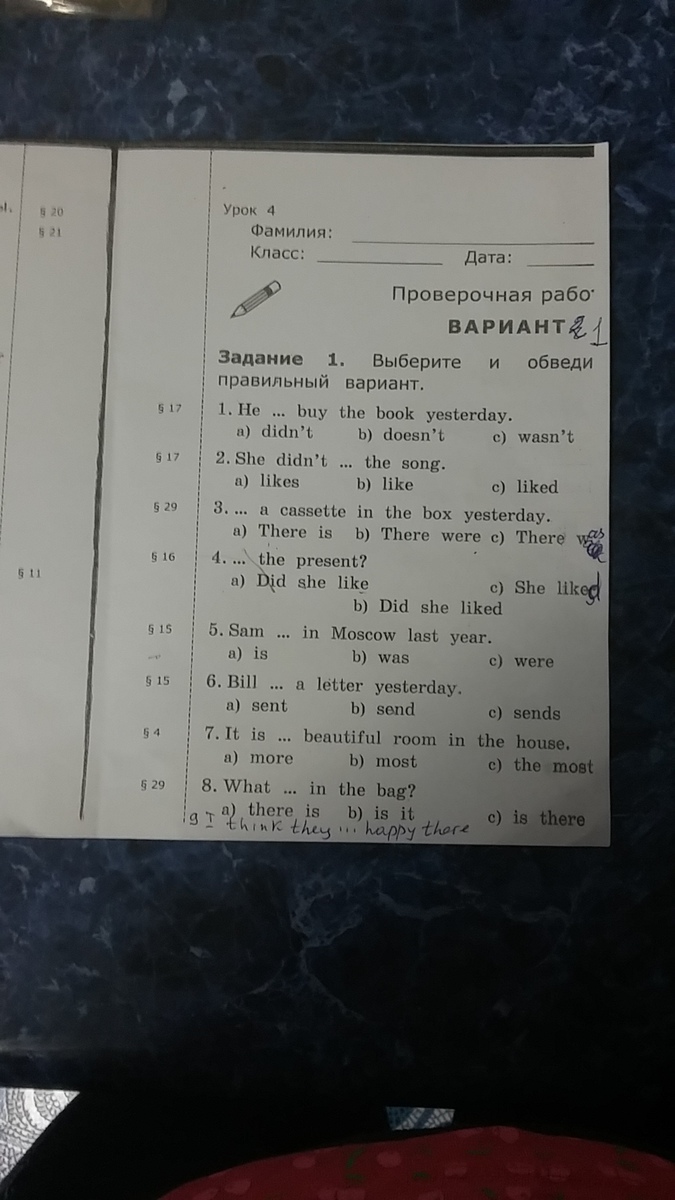 § 20
§ 21
§ 11
Урок 4
Фамилия:
Класс: Дата:
Проверочная рабо
ВАРИАНТ 1
Задание 1. Выберите и обведи
правильный вариант.
§ 17 1. He ... buy the book yesterday.
a) didn't b) doesn't c) wasn't
§ 17 2. She didn't ... the song.
a) likes b) like c) liked
§ 29 3. ... a cassette in the box yesterday.
a) There is b) There were c) There was
§ 16 4. ... the present?
a) Did she like c) She liked
b) Did she liked
§ 15 5. Sam ... in Moscow last year.
a) is b) was c) were
§ 15 6. Bill ... a letter yesterday.
a) sent b) send c) sends
§ 4 7. It is ... beautiful room in the house.
a) more b) most c) the most
§ 29 8. What ... in the bag?
a) there is b) is it c) is there
9 I think they ... happy there